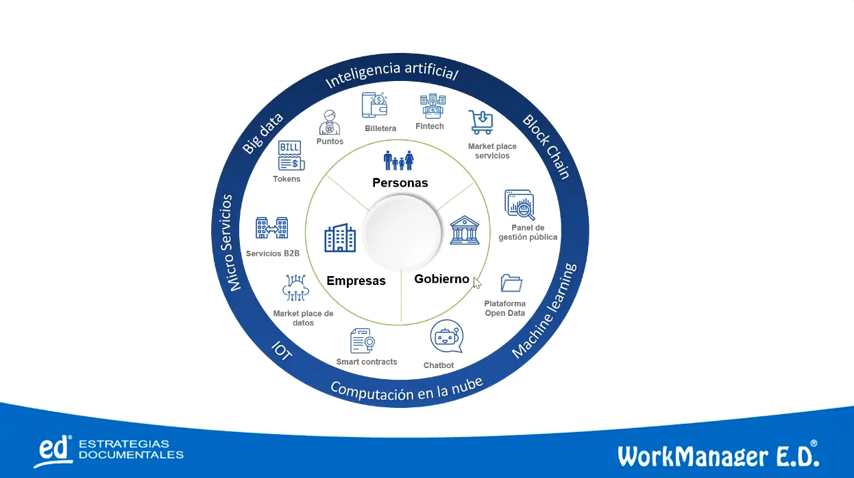 Inteligencia artificial
Big data
Block Chain
Micro Servicios
Machine learning
IOT
Computación en la nube
Puntos
Billetera
Fintech
Market place
servicios
BILL
Tokens
Panel de
gestión pública
Servicios B2B
Plataforma
Open Data
Market place de
datos
Smart contracts
Chatbot
Personas
Empresas
Gobierno
ed®
ESTRATEGIAS
DOCUMENTALES
WorkManager E.D.®